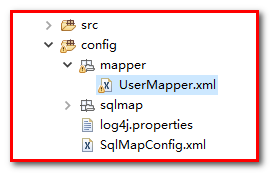 src
config
mapper
UserMapper.xml
sqlmap
log4j.properties
SqlMapConfig.xml